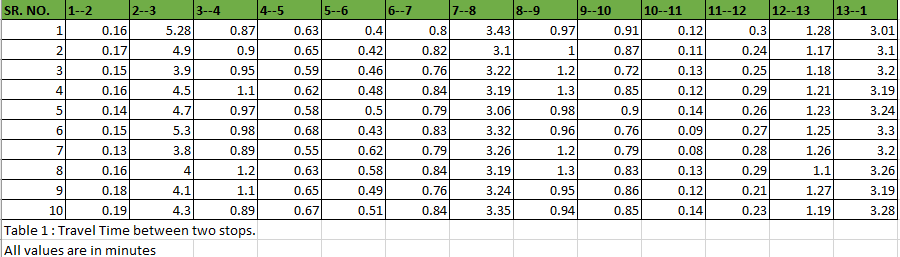 SR. NO. 1--2 2--3 3--4 4--5 5--6 6--7 7--8 8--9 9--10 10--11 11--12 12--13 13--1
1 0.16 5.28 0.87 0.63 0.4 0.8 3.43 0.97 0.91 0.12 0.3 1.28 3.01
2 0.17 4.9 0.9 0.65 0.42 0.82 3.1 1 0.87 0.11 0.24 1.17 3.1
3 0.15 3.9 0.95 0.59 0.46 0.76 3.22 1.2 0.72 0.13 0.25 1.18 3.2
4 0.16 4.5 1.1 0.62 0.48 0.84 3.19 1.3 0.85 0.12 0.29 1.21 3.19
5 0.14 4.7 0.97 0.58 0.5 0.79 3.06 0.98 0.9 0.14 0.26 1.23 3.24
6 0.15 5.3 0.98 0.68 0.43 0.83 3.32 0.96 0.76 0.09 0.27 1.25 3.3
7 0.13 3.8 0.89 0.55 0.62 0.79 3.26 1.2 0.79 0.08 0.28 1.26 3.2
8 0.16 4 1.2 0.63 0.58 0.84 3.19 1.3 0.83 0.13 0.29 1.1 3.26
9 0.18 4.1 1.1 0.65 0.49 0.76 3.24 0.95 0.86 0.12 0.21 1.27 3.19
10 0.19 4.3 0.89 0.67 0.51 0.84 3.35 0.94 0.85 0.14 0.23 1.19 3.28
Table 1 : Travel Time between two stops.
All values are in minutes